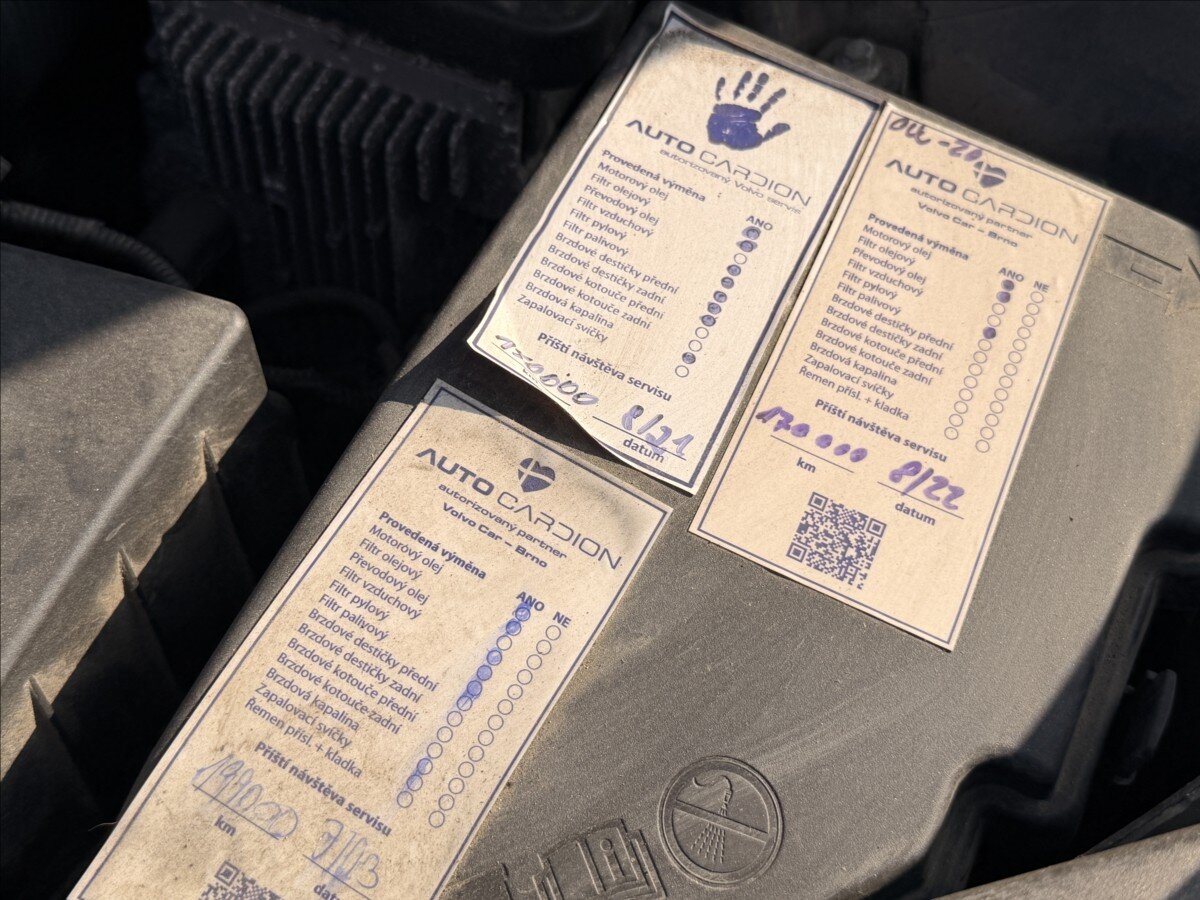 AUTO CARDION
autorizovaný Volvo servis
Provedená výměna
ANO
Motorový olej
Filtr olejový
Převodový olej
Filtr vzduchový
Filtr pylový
Filtr palivový
Brzdové destičky přední
Brzdové destičky zadní
Brzdové kotouče přední
Brzdové kotouče zadní
Brzdová kapalina
Zapalovací svíčky
Příští návštěva servisu
8/21
datum
AUTO CARDION
autorizovaný partner
Volvo Car – Brno
Provedená výměna
ANO NE
Motorový olej
Filtr olejový
Převodový olej
Filtr vzduchový
Filtr pylový
Filtr palivový
Brzdové destičky přední
Brzdové destičky zadní
Brzdové kotouče přední
Brzdové kotouče zadní
Brzdová kapalina
Zapalovací svíčky
Řemen přísl. + kladka
Příští návštěva servisu
170 000 8/22
km datum
AUTO CARDION
autorizovaný partner
Volvo Car – Brno
Provedená výměna
ANO NE
Motorový olej
Filtr olejový
Převodový olej
Filtr vzduchový
Filtr pylový
Filtr palivový
Brzdové destičky přední
Brzdové destičky zadní
Brzdové kotouče přední
Brzdové kotouče zadní
Brzdová kapalina
Zapalovací svíčky
Řemen přísl. + kladka
Příští návštěva servisu
km